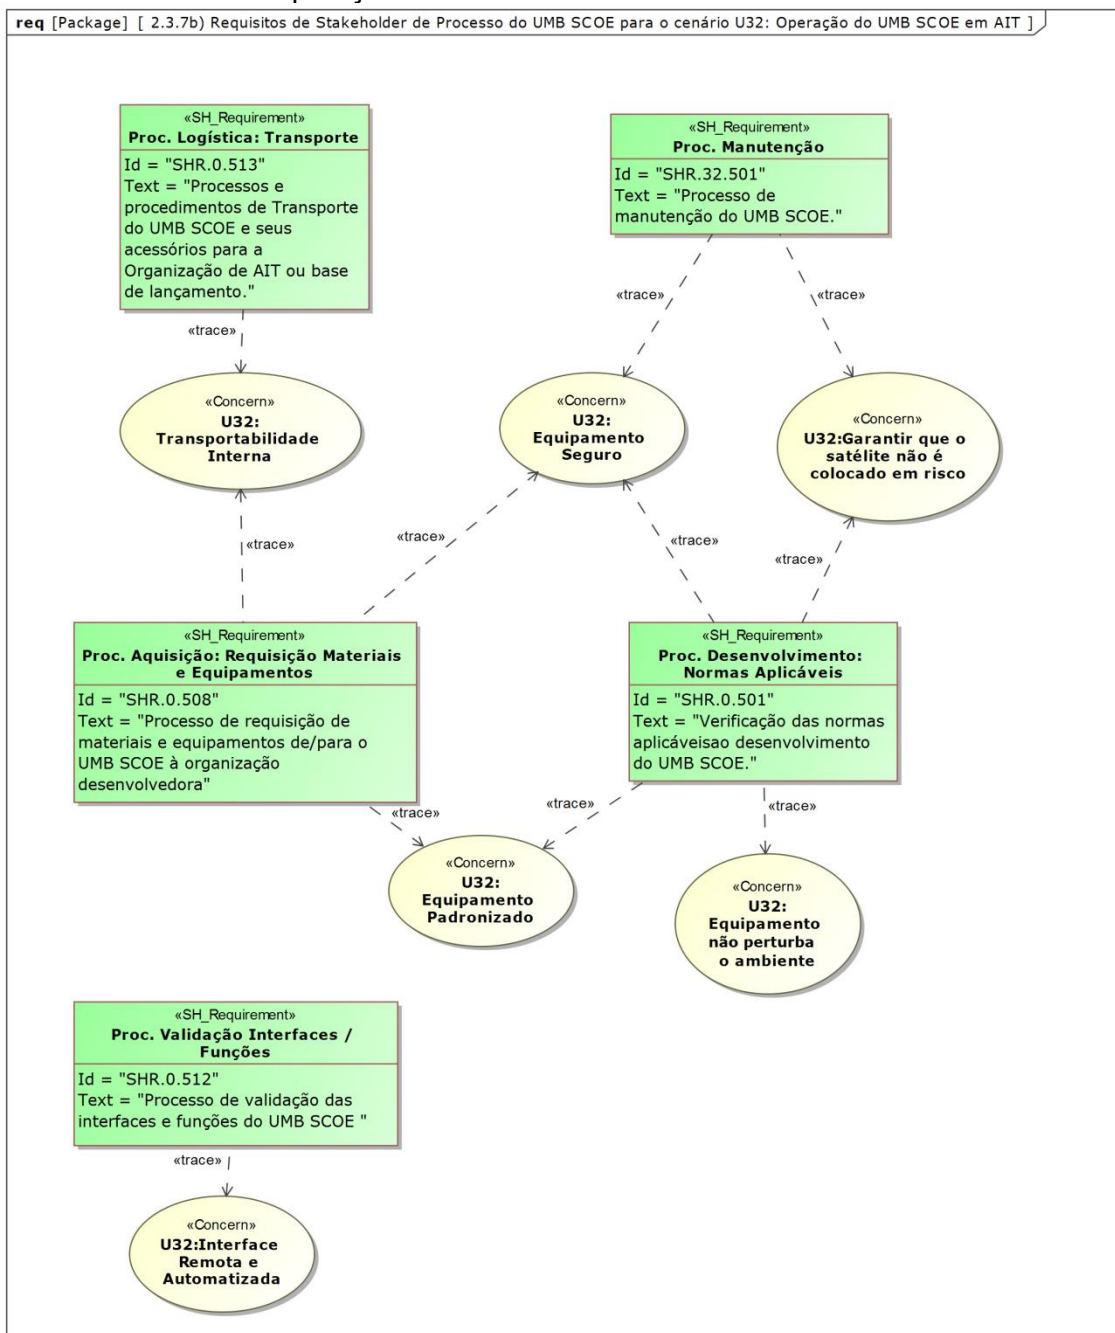 req [Package] [ 2.3.7b) Requisitos de Stakeholder de Processo do UMB SCOE para o cenário U32: Operação do UMB SCOE em AIT ]
«SH_Requirement»
Proc. Logística: Transporte
Id = "SHR.0.513"
Text = "Processos e
procedimentos de Transporte
do UMB SCOE e seus
acessórios para a
Organização de AIT ou base
de lançamento."
«SH_Requirement»
Proc. Manutenção
Id = "SHR.32.501"
Text = "Processo de
manutenção do UMB SCOE."
«trace»
«trace»
«trace»
«Concern»
U32:
Transportabilidade
Interna
«Concern»
U32:
Equipamento
Seguro
«Concern»
U32:Garantir que o
satélite não é
colocado em risco
«trace»
«trace»
«trace»
«trace»
«SH_Requirement»
Proc. Aquisição: Requisição Materiais
e Equipamentos
Id = "SHR.0.508"
Text = "Processo de requisição de
materiais e equipamentos de/para o
UMB SCOE à organização
desenvolvedora"
«SH_Requirement»
Proc. Desenvolvimento:
Normas Aplicáveis
Id = "SHR.0.501"
Text = "Verificação das normas
aplicáveisao desenvolvimento
do UMB SCOE."
«trace»
«trace»
«trace»
«Concern»
U32:
Equipamento
Padronizado
«Concern»
U32:
Equipamento
não perturba
o ambiente
«SH_Requirement»
Proc. Validação Interfaces /
Funções
Id = "SHR.0.512"
Text = "Processo de validação das
interfaces e funções do UMB SCOE "
«trace»
«Concern»
U32:Interface
Remota e
Automatizada